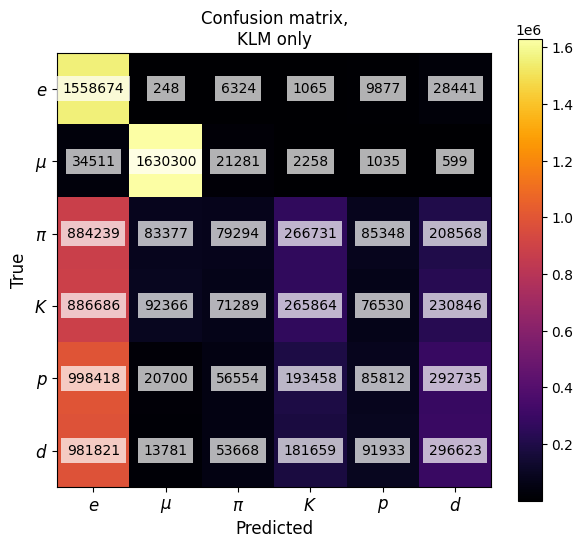 Confusion matrix,
KLM only
1e6
e 1558674 248 6324 1065 9877 28441
μ 34511 1630300 21281 2258 1035 599
π 884239 83377 79294 266731 85348 208568
K 886686 92366 71289 265864 76530 230846
p 998418 20700 56554 193458 85812 292735
d 981821 13781 53668 181659 91933 296623
e μ π K p d
True
Predicted
1.6
1.4
1.2
1.0
0.8
0.6
0.4
0.2